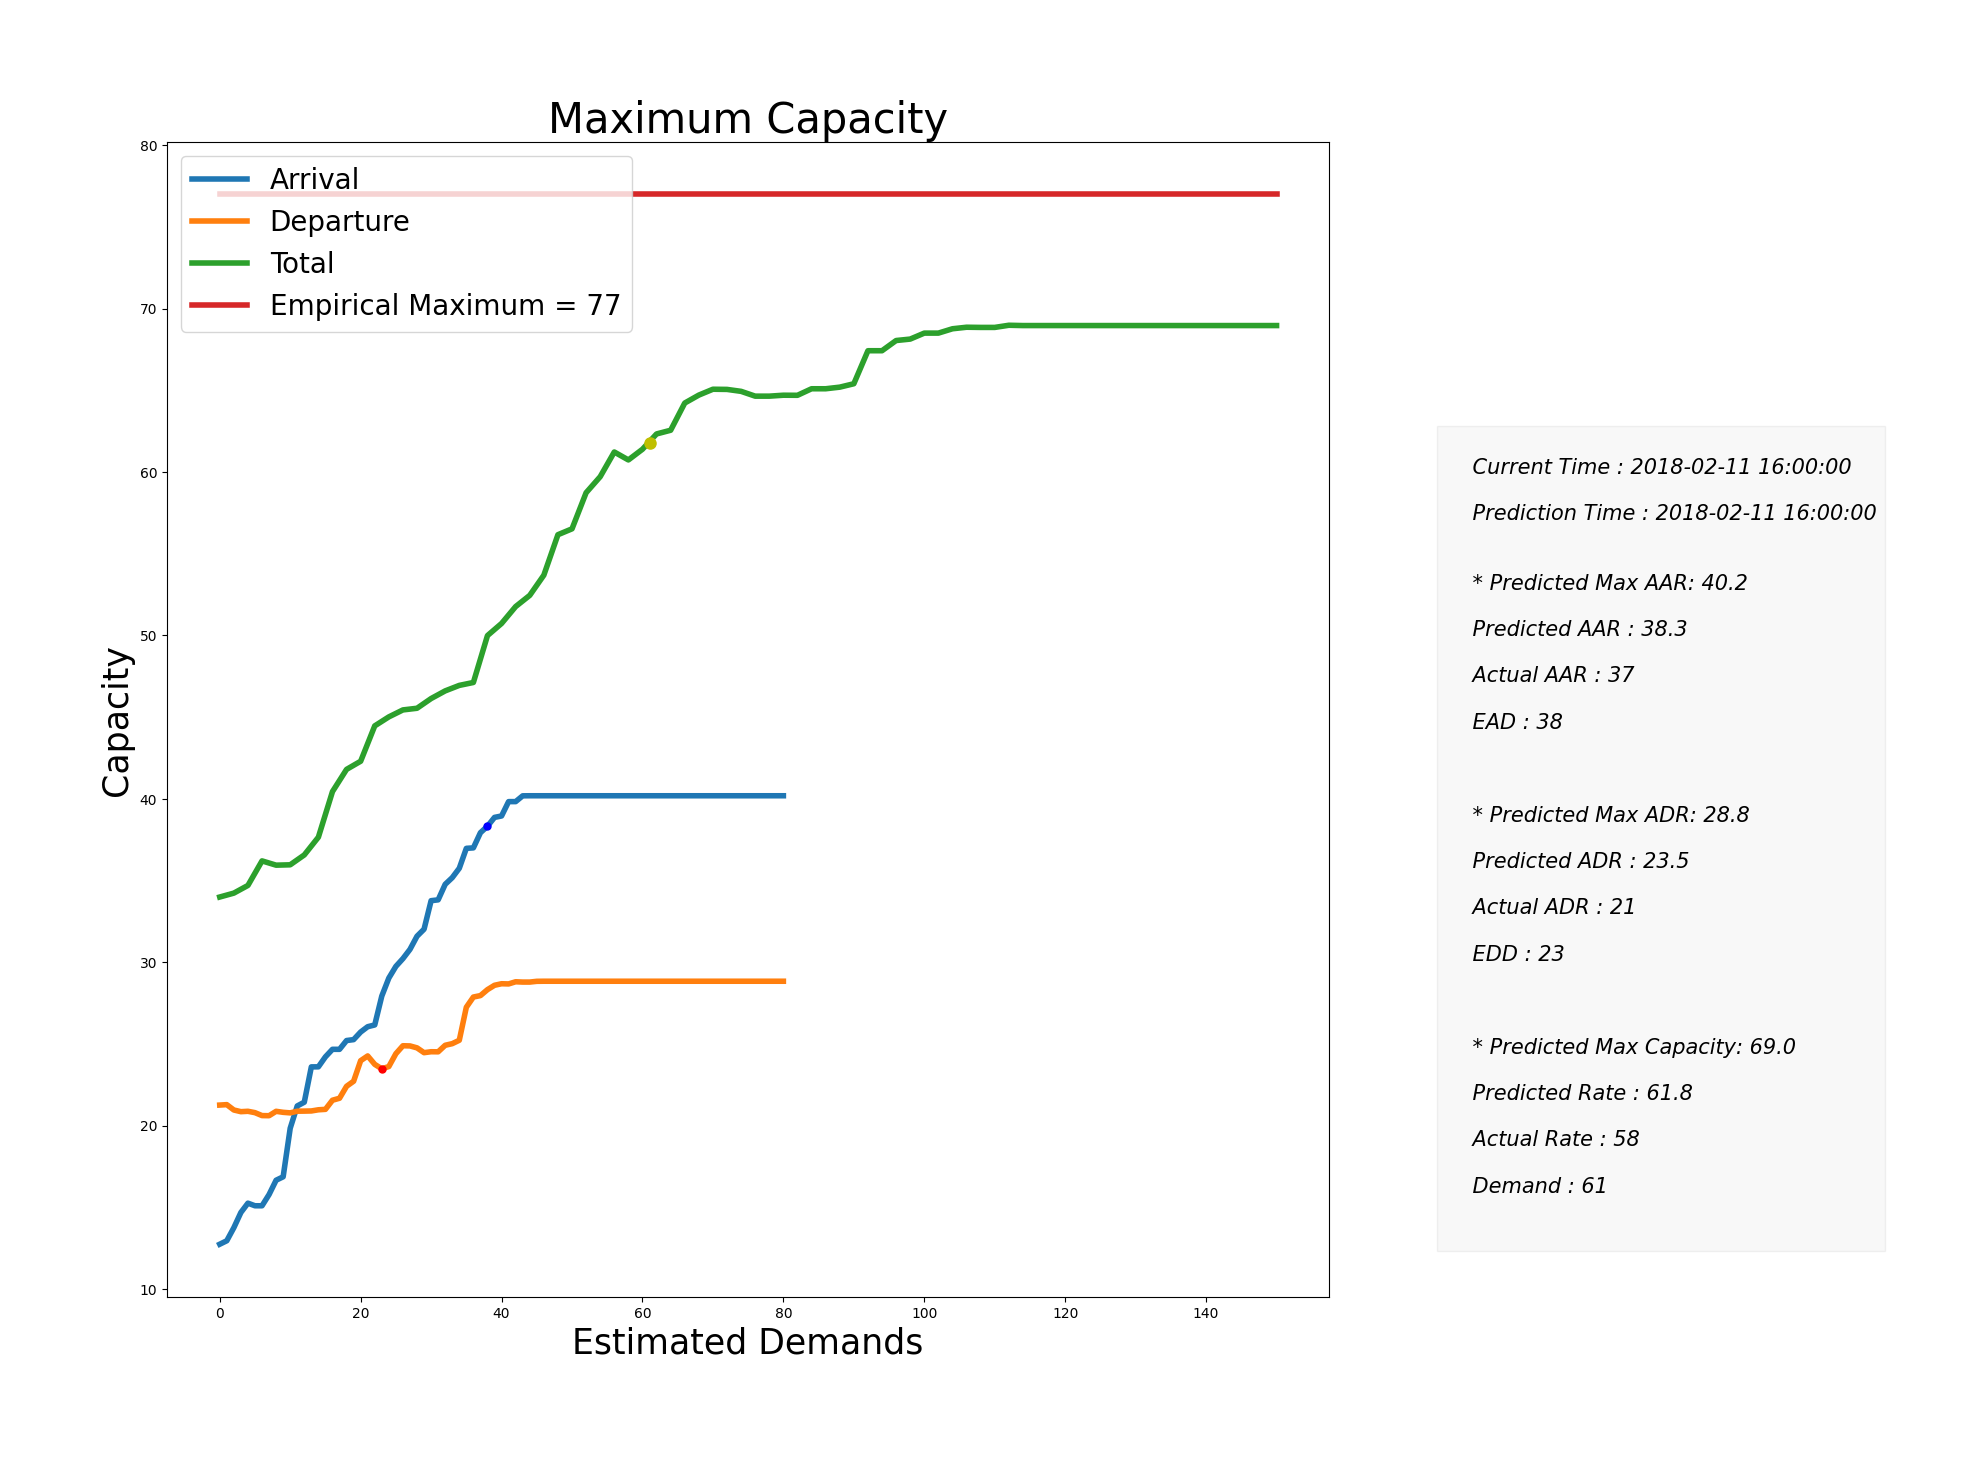 Maximum Capacity
Arrival
Departure
Total
Empirical Maximum = 77
80
70
60
50
40
30
20
10
Capacity
0 20 40 60 80 100 120 140
Estimated Demands
Current Time : 2018-02-11 16:00:00
Prediction Time : 2018-02-11 16:00:00
* Predicted Max AAR: 40.2
Predicted AAR : 38.3
Actual AAR : 37
EAD : 38
* Predicted Max ADR: 28.8
Predicted ADR : 23.5
Actual ADR : 21
EDD : 23
* Predicted Max Capacity: 69.0
Predicted Rate : 61.8
Actual Rate : 58
Demand : 61